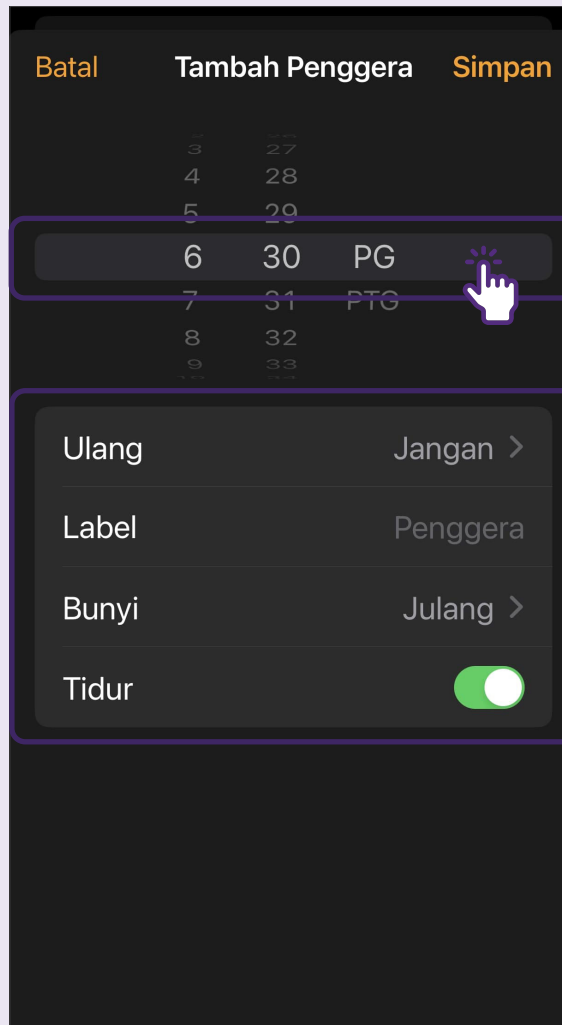 Batal Tambah Penggera Simpan
3 27
4 28
5 29
6 30 PG
7 31 PTG
8 32
9 33
Ulang Jangan
Label Penggera
Bunyi Julang
Tidur